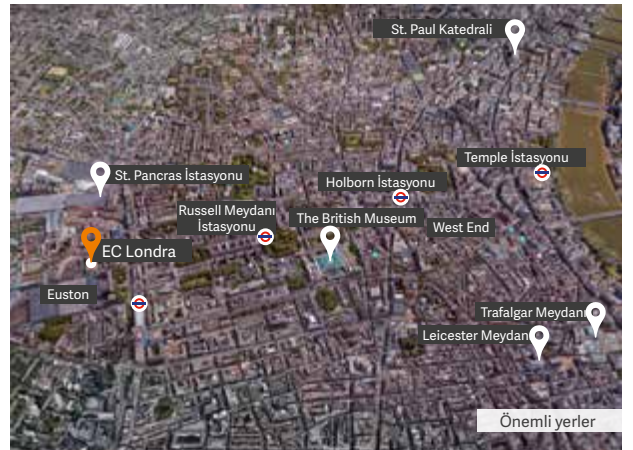 St. Paul Katedrali
Temple İstasyonu
St. Pancras İstasyonu
Holborn İstasyonu
Russell Meydanı
İstasyonu
The British Museum
West End
EC Londra
Euston
Trafalgar Meydanı
Leicester Meydanı
Önemli yerler